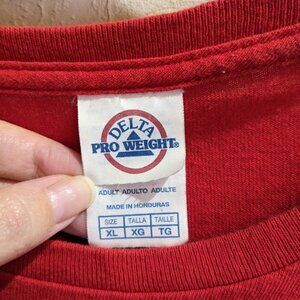 DELTA
PRO WEIGHT®
ADULT ADULTO ADULTE
MADE IN HONDURAS
SIZE TALLA TAILLE
XL XG TG